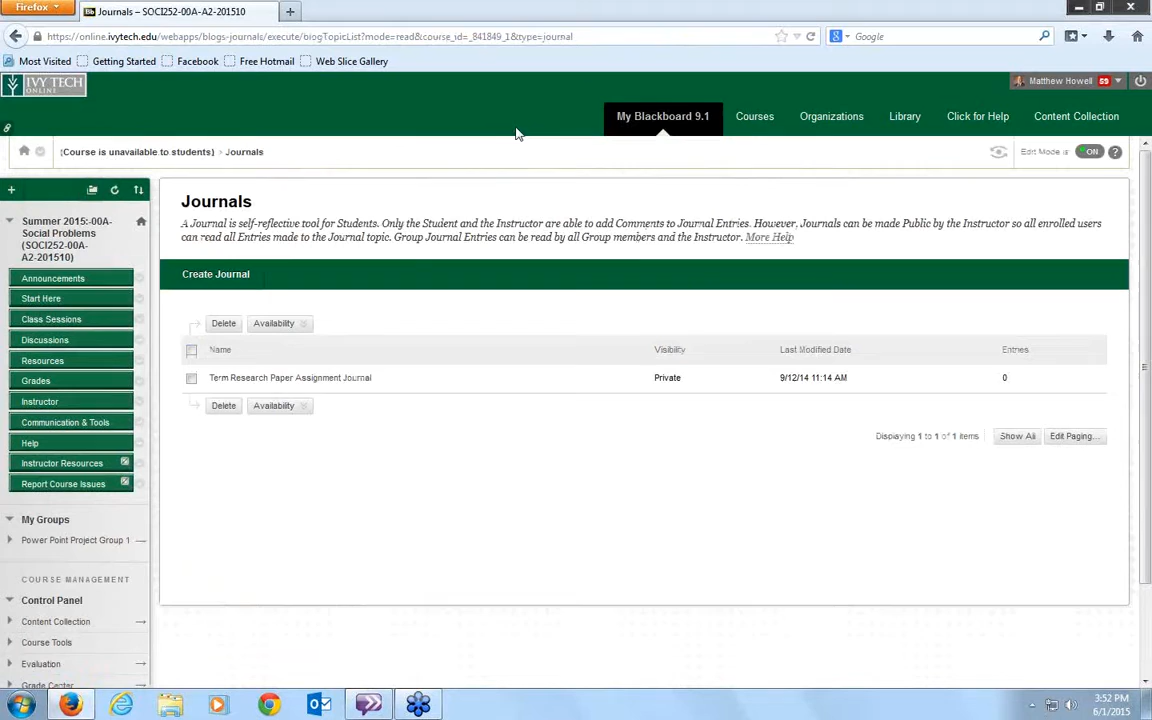 Firefox
Journals – SOCI252-00A-A2-201510
https://online.ivytech.edu/webapps/blogs-journals/execute/blogTopicList?mode=read&course_id=_841849_1&type=journal
Google
Most Visited
Getting Started
Facebook
Free Hotmail
Web Slice Gallery
IVY TECH
ONLINE
Matthew Howell 59
My Blackboard 9.1
Courses
Organizations
Library
Click for Help
Content Collection
(Course is unavailable to students) > Journals
Edit Mode is: ON ?
Summer 2015:-00A-
Social Problems
(SOCI252-00A-
A2-201510)
Announcements
Start Here
Class Sessions
Discussions
Resources
Grades
Instructor
Communication & Tools
Help
Instructor Resources
Report Course Issues
My Groups
Power Point Project Group 1
COURSE MANAGEMENT
Control Panel
Content Collection
Course Tools
Evaluation
Grade Center
Journals
A Journal is self-reflective tool for Students. Only the Student and the Instructor are able to add Comments to Journal Entries. However, Journals can be made Public by the Instructor so all enrolled users
can read all Entries made to the Journal topic. Group Journal Entries can be read by all Group members and the Instructor. More Help
Create Journal
Delete
Availability
Name
Visibility
Last Modified Date
Entries
Term Research Paper Assignment Journal
Private
9/12/14 11:14 AM
0
Delete
Availability
Displaying 1 to 1 of 1 items
Show All
Edit Paging...
3:52 PM
6/1/2015